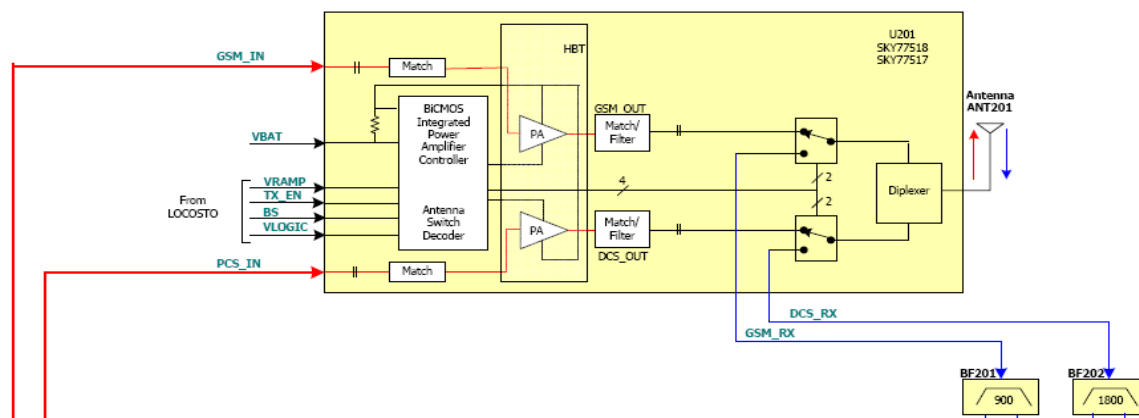 U201
SKY77518
SKY77517
HBT
GSM_IN
Match
Antenna
ANT201
BiCMOS
Integrated
Power
Amplifier
Controller
GSM_OUT
PA
Match/
Filter
VBAT
VRAMP
TX_EN
BS
VLOGIC
From
LOCOSTO
4
2
2
Diplexer
Antenna
Switch
Decoder
PA
Match/
Filter
DCS_OUT
PCS_IN
Match
DCS_RX
GSM_RX
BF201
900
BF202
1800